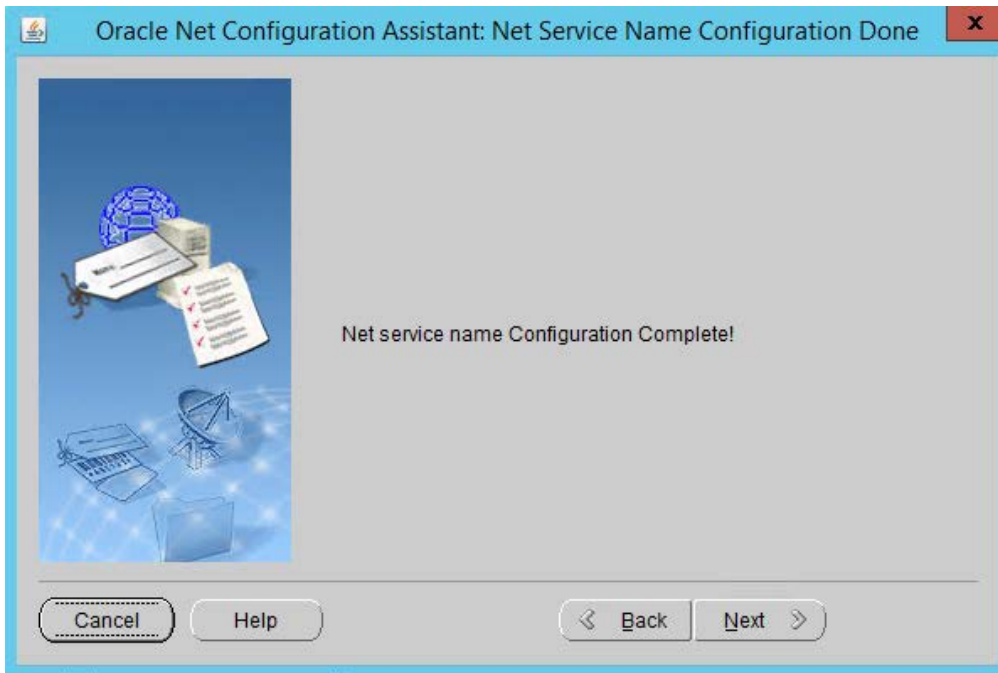 Oracle Net Configuration Assistant: Net Service Name Configuration Done
x
Net service name Configuration Complete!
Cancel
Help
Back
Next